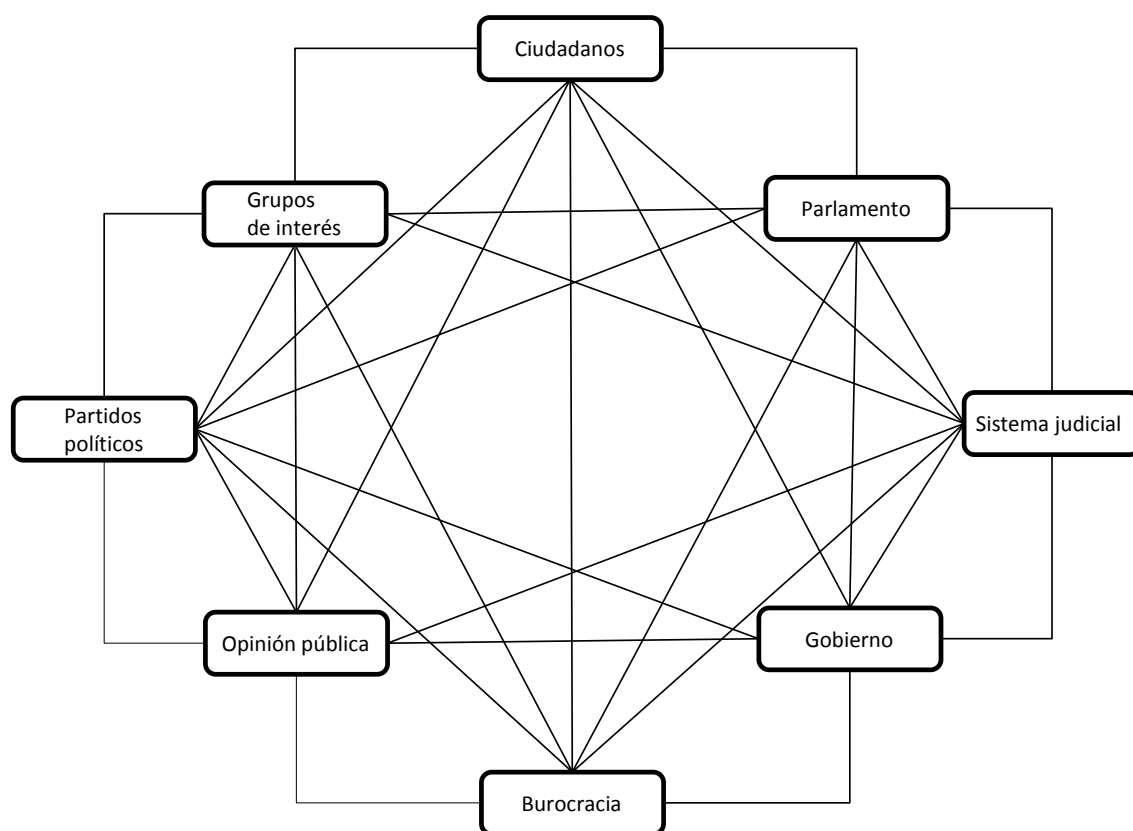 Ciudadanos
Grupos
de interés
Parlamento
Partidos
políticos
Sistema judicial
Opinión pública
Gobierno
Burocracia